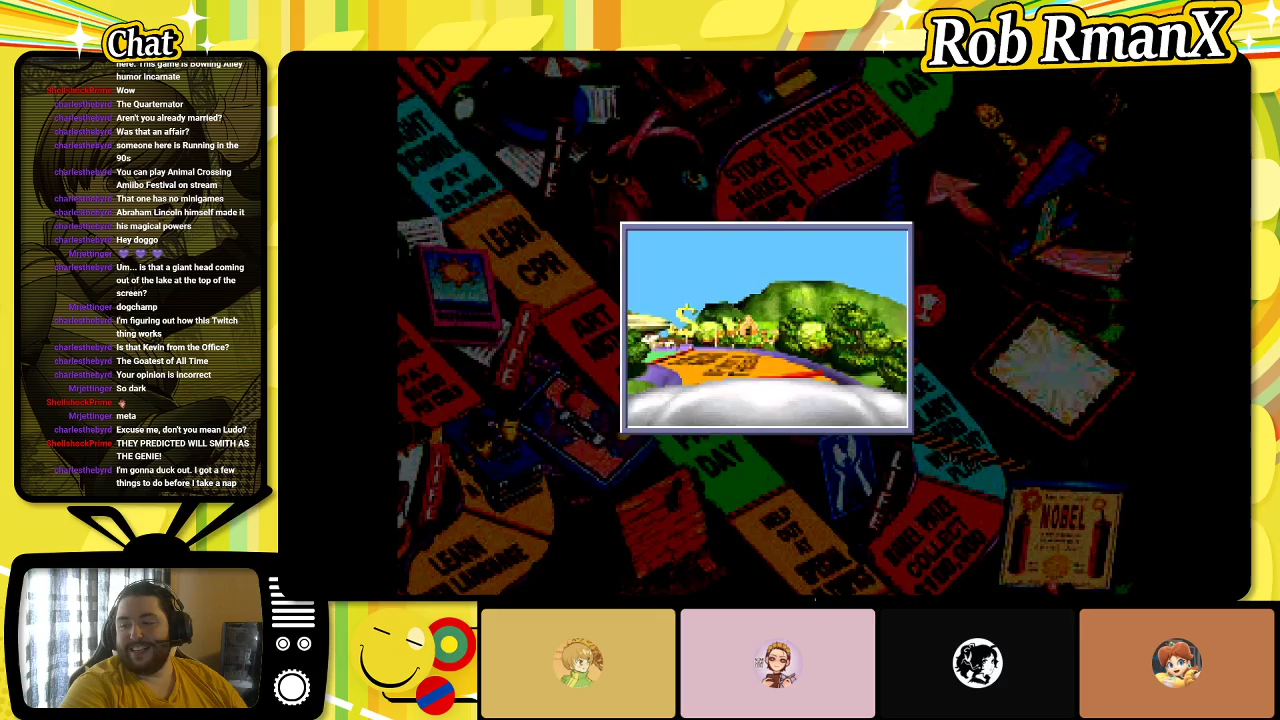 Chat
Rob RmanX
here. This game is Bowling Alley
humor incarnate
ShellshockPrime Wow
charlesthebyrd The Quarternator
charlesthebyrd Aren't you already married?
charlesthebyrd Was that an affair?
charlesthebyrd someone here is Running in the
90s
charlesthebyrd You can play Animal Crossing
Amiibo Festival on stream
charlesthebyrd That one has no minigames
charlesthebyrd Abraham Lincoln himself made it
charlesthebyrd his magical powers
charlesthebyrd Hey doggo
Mrjettinger 💜 💜 💜
charlesthebyrd Um... Is that a giant head coming
out of the lake at the top of the
screen?
Mrjettinger dogchamp
charlesthebyrd I'm figuring out how this Twitch
thing works
charlesthebyrd Is that Kevin from the Office?
charlesthebyrd The Goatest of All Time
charlesthebyrd Your opinion is incorrect
Mrjettinger So dark
ShellshockPrime
Mrjettinger meta
charlesthebyrd Excuse me, don't you mean Ludo?
ShellshockPrime THEY PREDICTED WILL SMITH AS
THE GENIE!
charlesthebyrd I'm gonna duck out. I got a few
things to do before I take a nap
NOBEL
LEARN
LANGUAGE
COLLECT
100,000